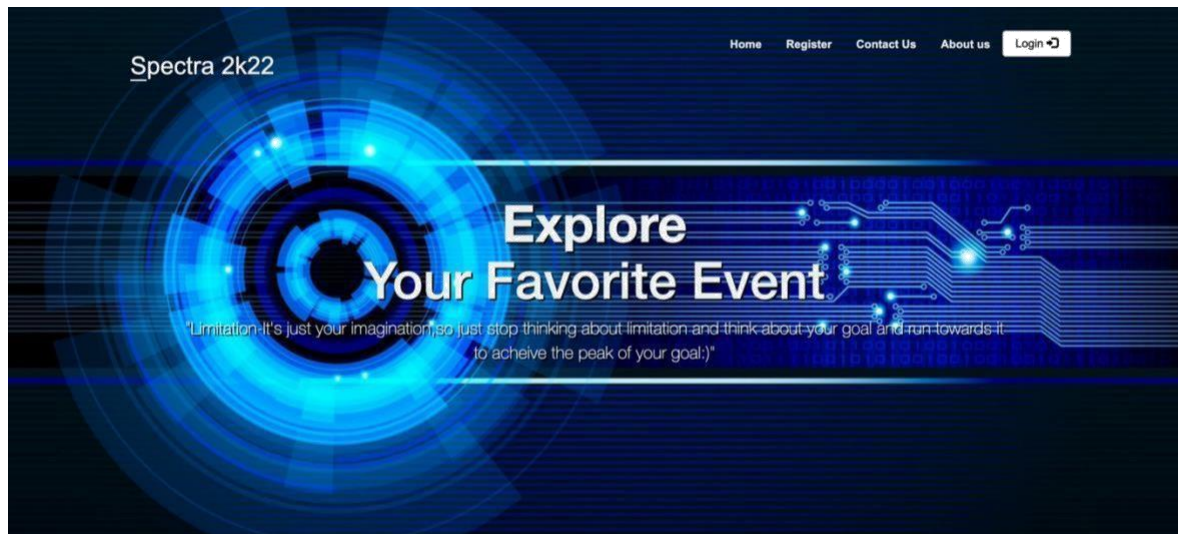 Spectra 2k22
Home Register Contact Us About us Login
Explore
Your Favorite Event
"Limitation-It's just your imagination,so just stop thinking about limitation and think about your goal and run towards it
to acheive the peak of your goal:)"